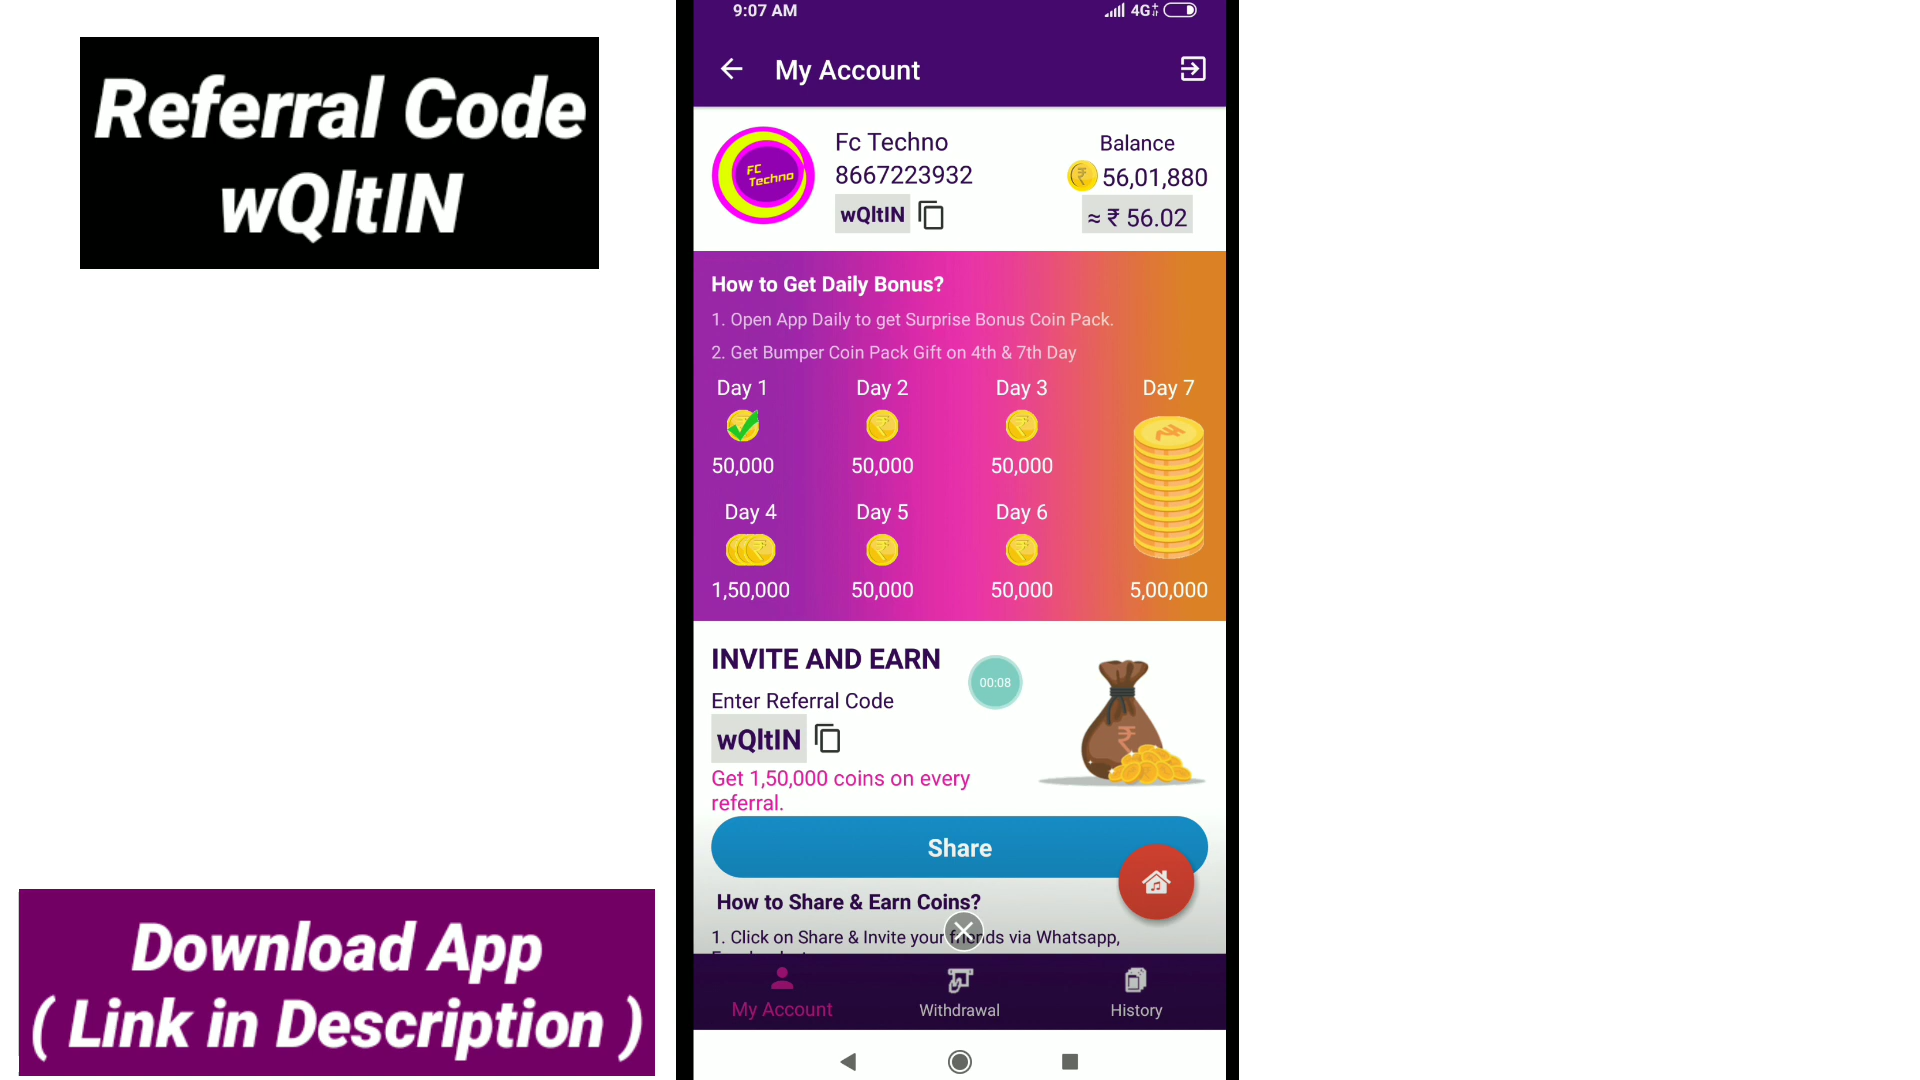 Referral Code
wQltIN
Download App
( Link in Description )
9:07 AM
4G+
My Account
FC
Techno
Fc Techno
8667223932
wQltIN
Balance
56,01,880
≈ ₹ 56.02
How to Get Daily Bonus?
1. Open App Daily to get Surprise Bonus Coin Pack.
2. Get Bumper Coin Pack Gift on 4th & 7th Day
Day 1 Day 2 Day 3 Day 7
50,000 50,000 50,000
Day 4 Day 5 Day 6
1,50,000 50,000 50,000 5,00,000
INVITE AND EARN
00:08
Enter Referral Code
wQltIN
Get 1,50,000 coins on every
referral.
Share
How to Share & Earn Coins?
1. Click on Share & Invite your friends via Whatsapp,
My Account Withdrawal History